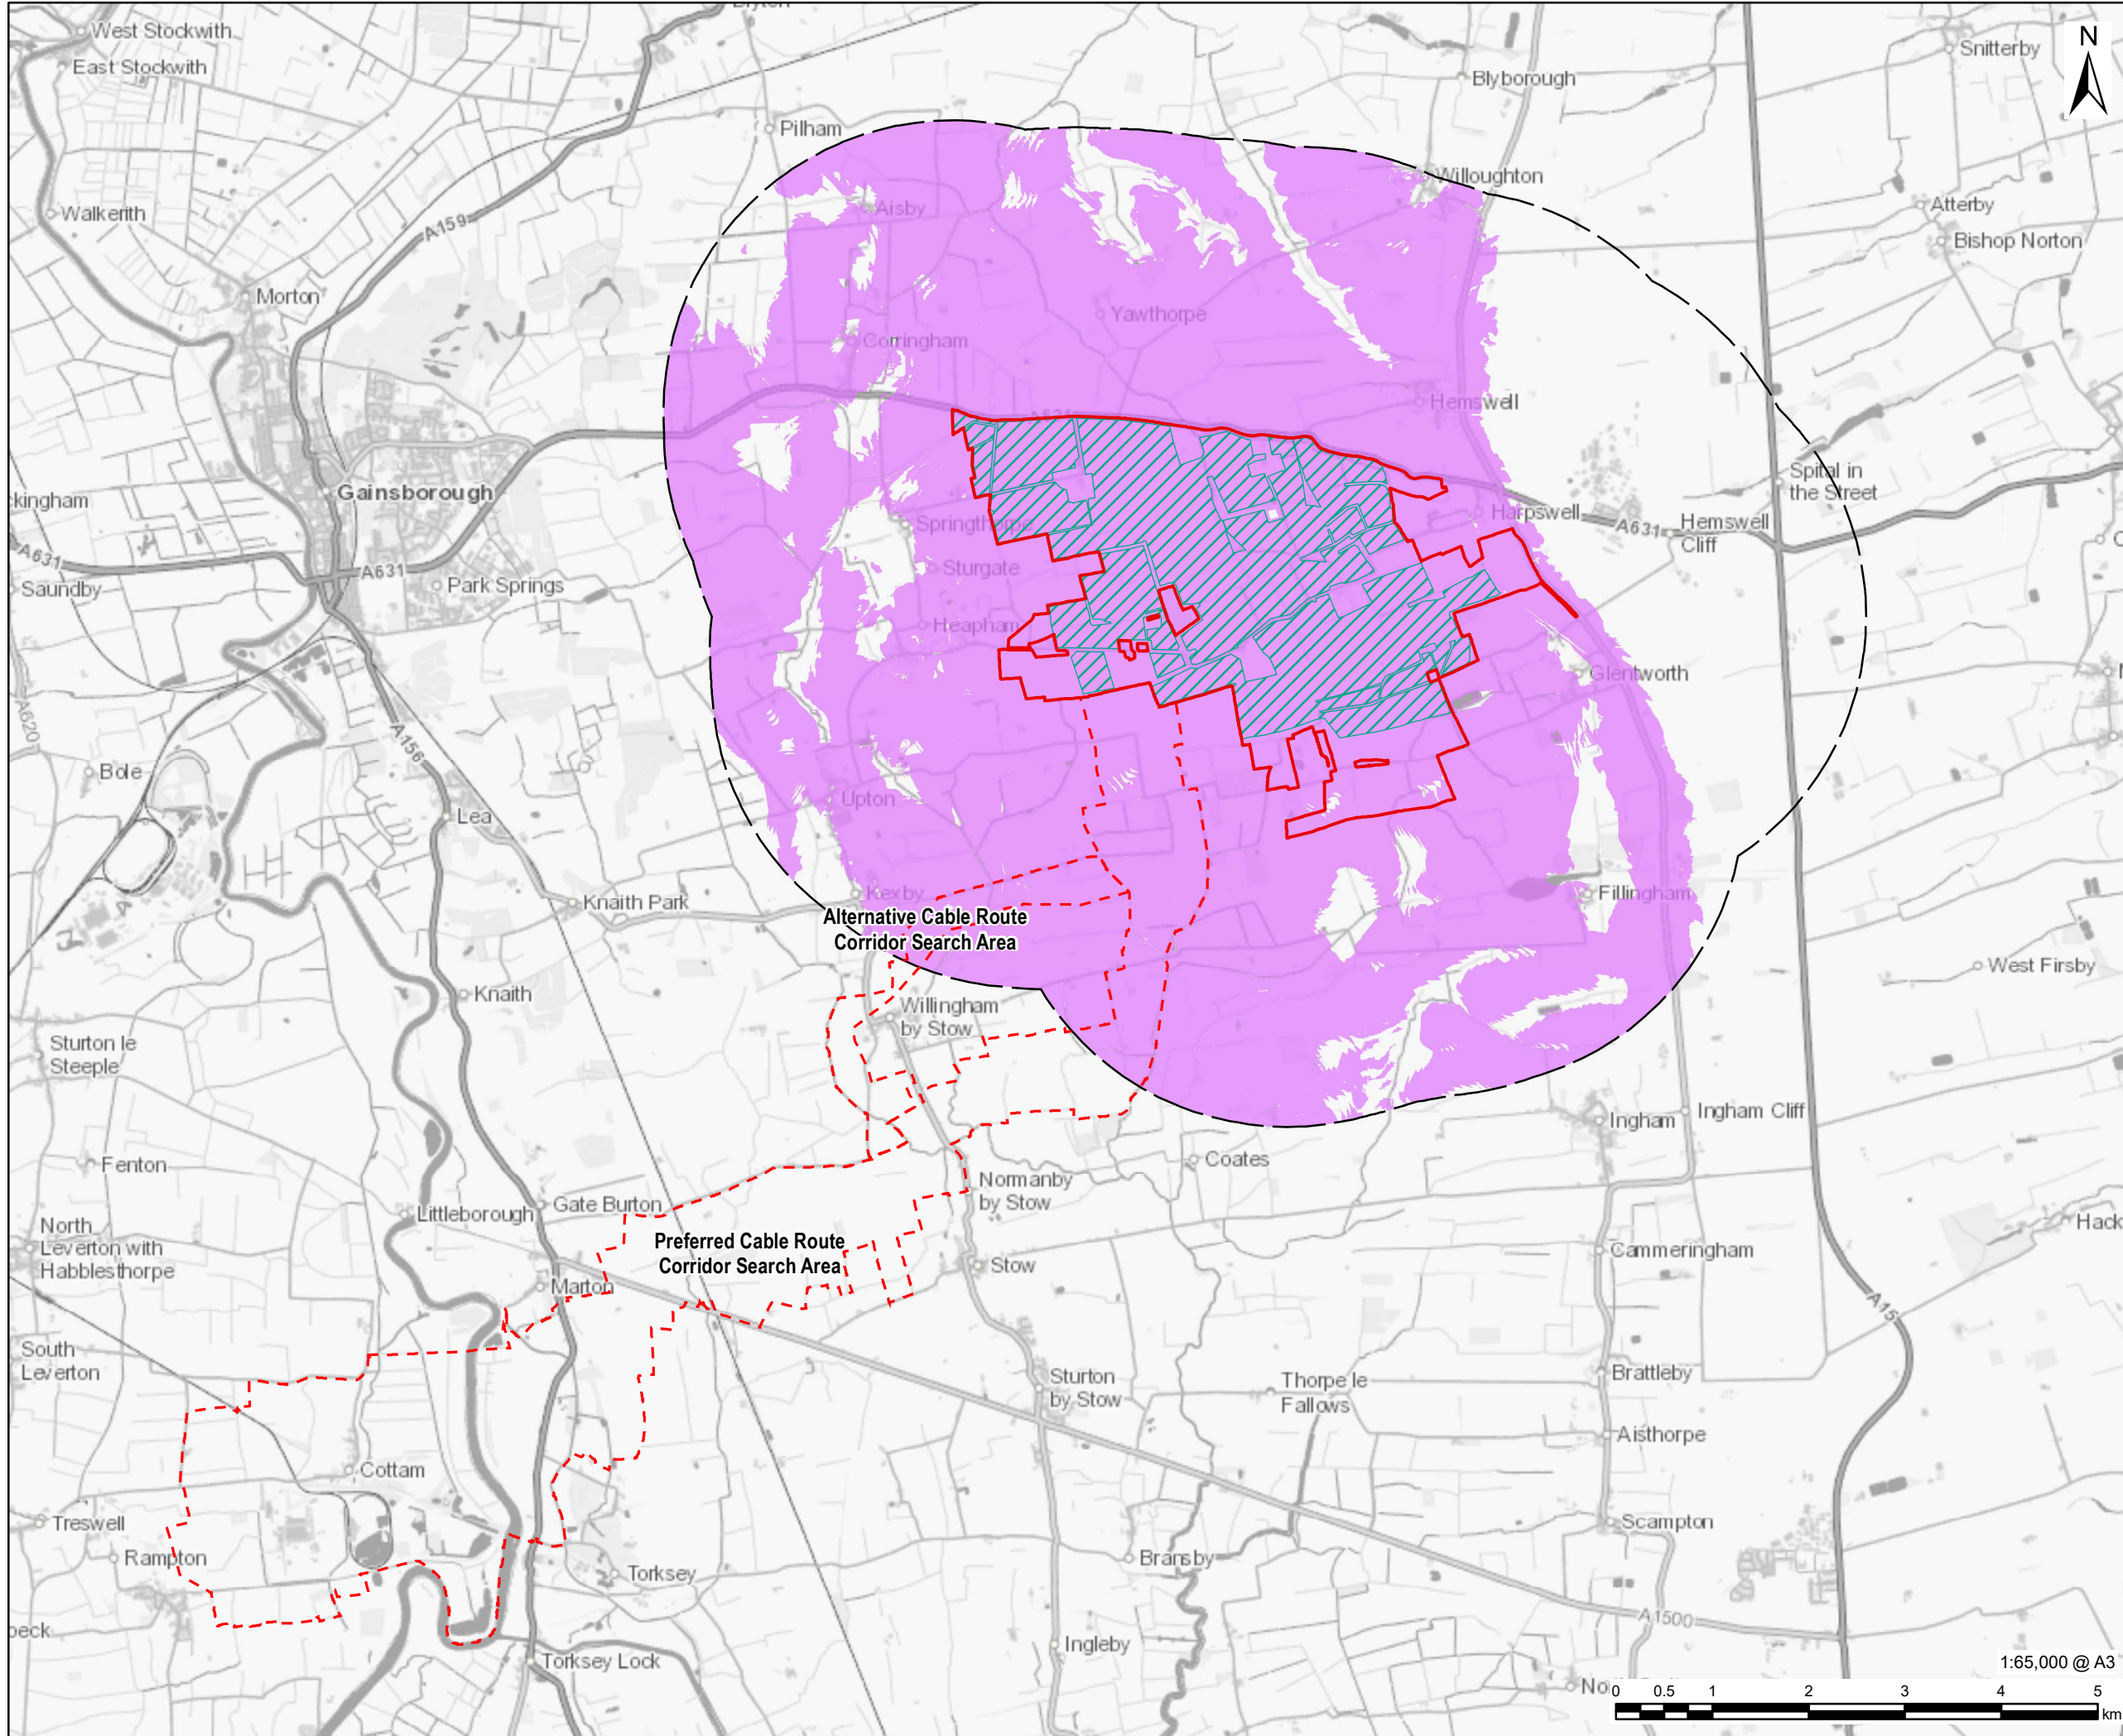 West Stockwith
East Stockwith
Snitterby
N
Blyborough
Pilham
Willoughton
Aisby
Walkerith
A159
Atterby
Bishop Norton
Morton
Yawthorpe
Corringham
Hemswell
Gainsborough
Spital in
the Street
Springthorpe
Harpswell
A631
Hemswell
Cliff
A631
A631
Saundby
Park Springs
Sturgate
Heapham
Glentworth
A620
A156
Bole
Upton
Lea
Kexby
Knaith Park
Fillingham
Alternative Cable Route
Corridor Search Area
West Firsby
Knaith
Willingham
by Stow
Sturton le
Steeple
Ingham
Ingham Cliff
Fenton
Coates
Normanby
by Stow
Gate Burton
Littleborough
North
Leverton with
Habblesthorpe
Preferred Cable Route
Corridor Search Area
Cammeringham
Stow
Marton
A15
South
Leverton
Sturton
by Stow
Thorpe le
Fallows
Brattleby
Aisthorpe
Cottam
Treswell
Scampton
Rampton
Bransby
Torksey
A1500
Ingleby
Torksey Lock
1:65,000 @ A3
0 0.5 1 2 3 4 5
km